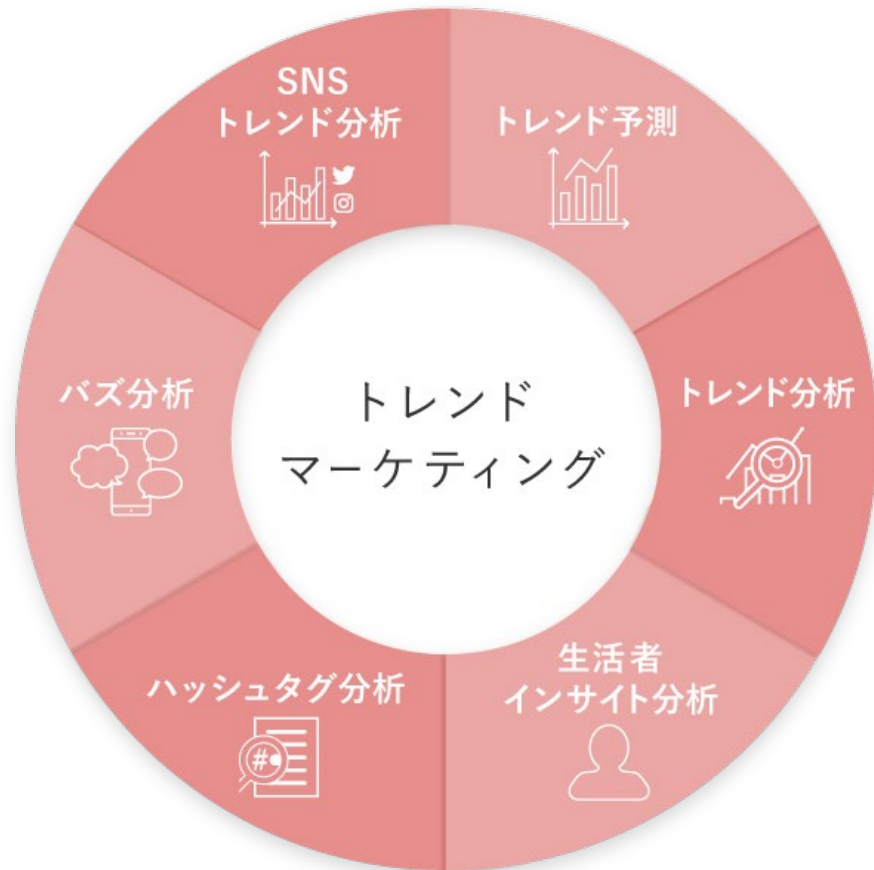 SNS
トレンド分析
トレンド予測
バズ分析
トレンド
マーケティング
トレンド分析
ハッシュタグ分析
#
生活者
インサイト分析